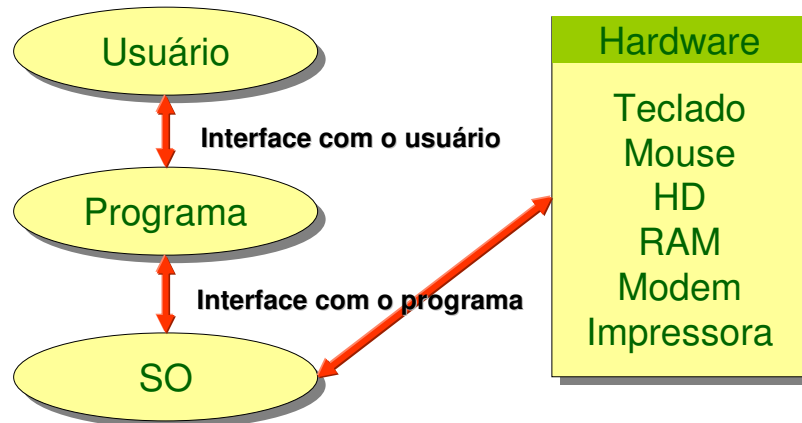 Usuário
Interface com o usuário
Programa
Interface com o programa
SO
Hardware
Teclado
Mouse
HD
RAM
Modem
Impressora